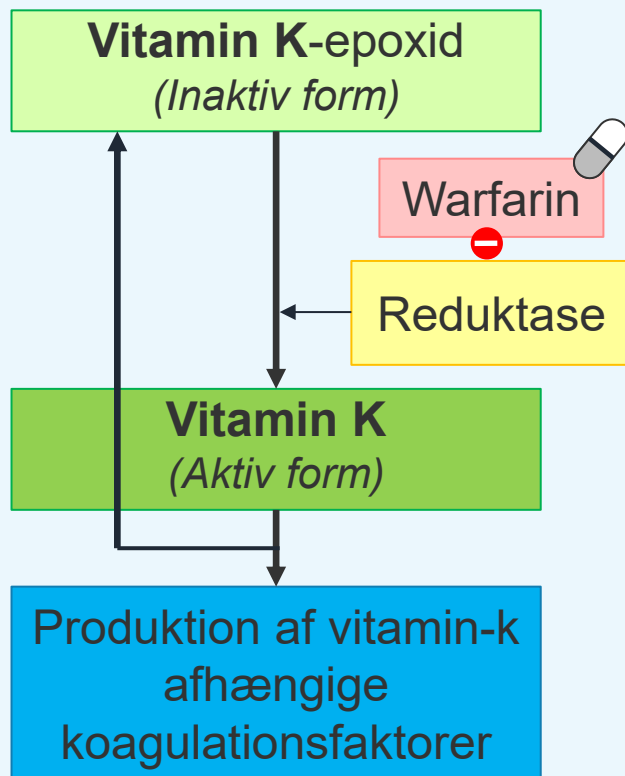 Vitamin K-epoxid
(Inaktiv form)
Warfarin
Reduktase
Vitamin K
(Aktiv form)
Produktion af vitamin-k
afhængige
koagulationsfaktorer